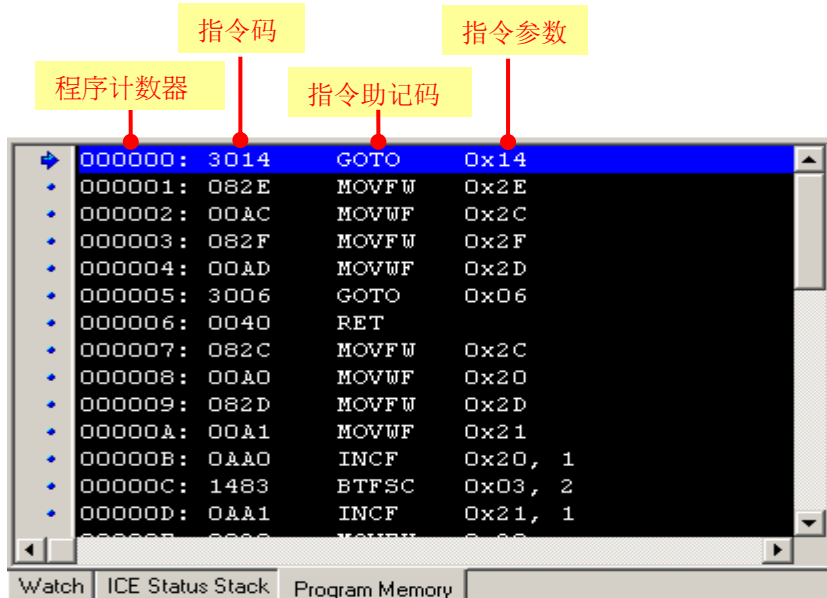 指令码
指令参数
程序计数器
指令助记码
000000: 3014 GOTO 0x14
000001: 082E MOVFW 0x2E
000002: 00AC MOVWF 0x2C
000003: 082F MOVFW 0x2F
000004: 00AD MOVWF 0x2D
000005: 3006 GOTO 0x06
000006: 0040 RET
000007: 082C MOVFW 0x2C
000008: 00A0 MOVWF 0x20
000009: 082D MOVFW 0x2D
00000A: 00A1 MOVWF 0x21
00000B: 0AA0 INCF 0x20, 1
00000C: 1483 BTFSC 0x03, 2
00000D: 0AA1 INCF 0x21, 1
Watch ICE Status Stack Program Memory